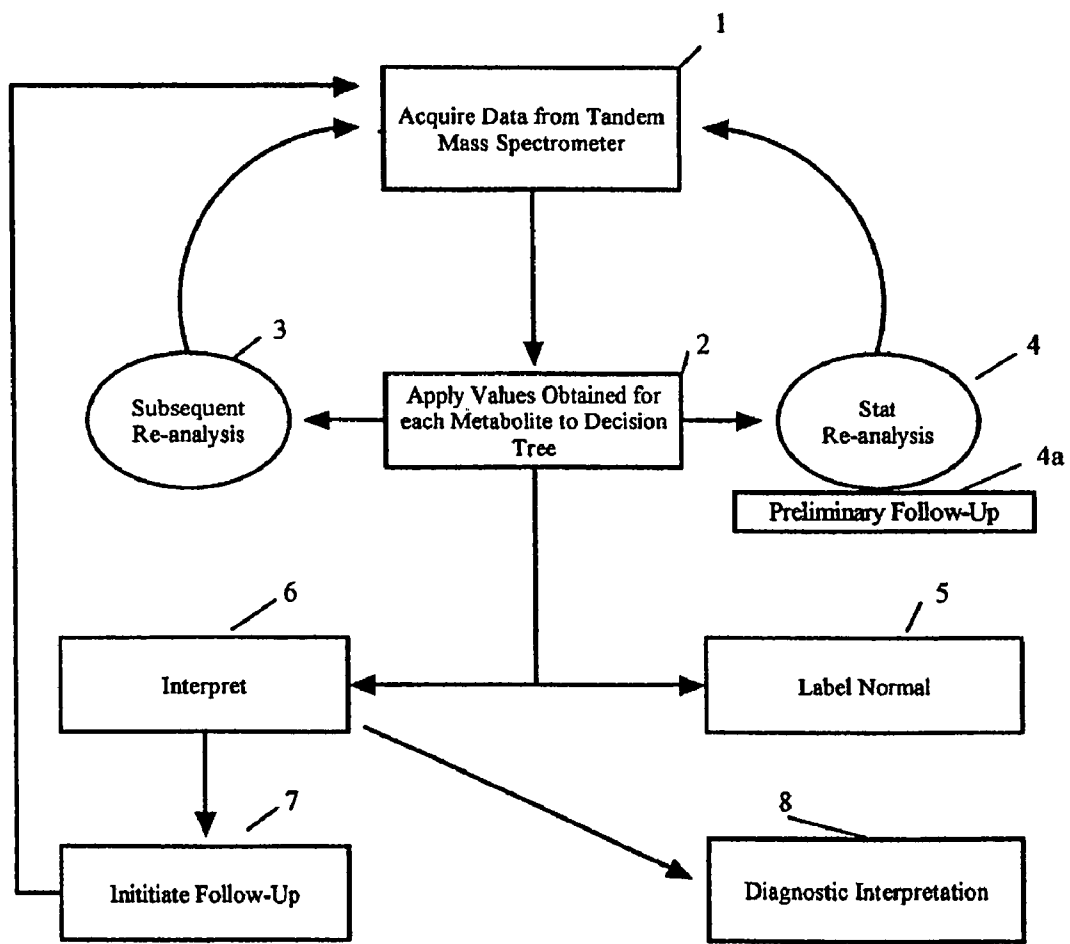 1
Acquire Data from Tandem
Mass Spectrometer
3
2
4
Subsequent
Re-analysis
Apply Values Obtained for
each Metabolite to Decision
Tree
Stat
Re-analysis
4a
Preliminary Follow-Up
6
5
Interpret
Label Normal
7
8
Inititiate Follow-Up
Diagnostic Interpretation